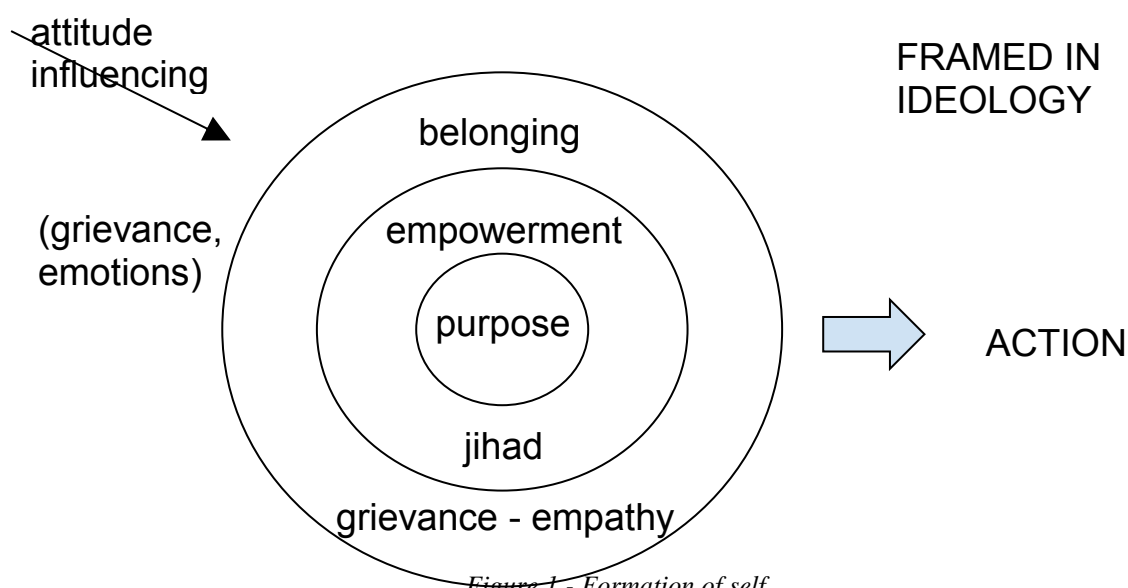 attitude
influencing
FRAMED IN
IDEOLOGY
belonging
(grievance,
emotions)
empowerment
purpose
ACTION
jihad
grievance - empathy
Figure 1 - Formation of self